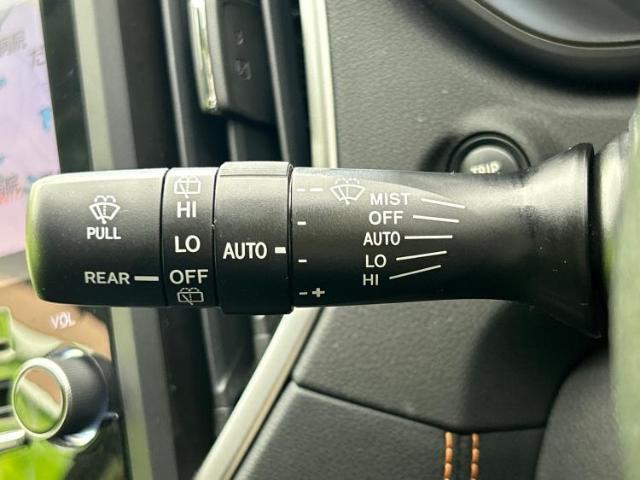 PULL
REAR
HI
LO
OFF
AUTO
MIST
OFF
AUTO
LO
HI
- +
TRIP
VOL